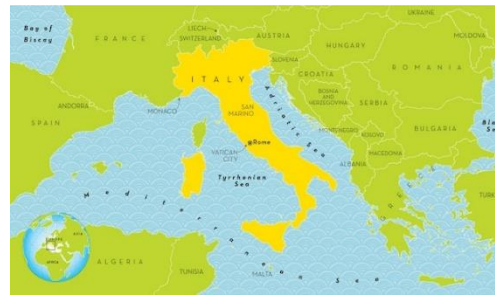 UKRAINE
Bay of
Biscay
LIECH-
MOLDOVA
FRANCE
SWITZERLAND
AUSTRIA
HUNGARY
SLOVENIA
ROMANIA
CROATIA
ITALY
BOSNIA
AND
HERZEGOVINA
SERBIA
MONACO
SAN
MARINO
Adriatic Sea
ANDORRA
SPAIN
MONTENEGRO
KOSOVO
BULGARIA
VATICAN
CITY
Rome
MACEDONIA
ALBANIA
Tyrrhenian
Sea
GREECE
Mediterranean Sea
ALGERIA
TUNISIA
MALTA